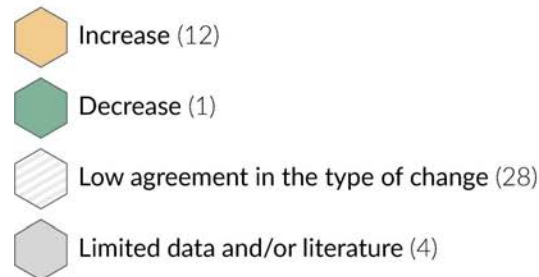 Increase (12)
Decrease (1)
Low agreement in the type of change (28)
Limited data and/or literature (4)